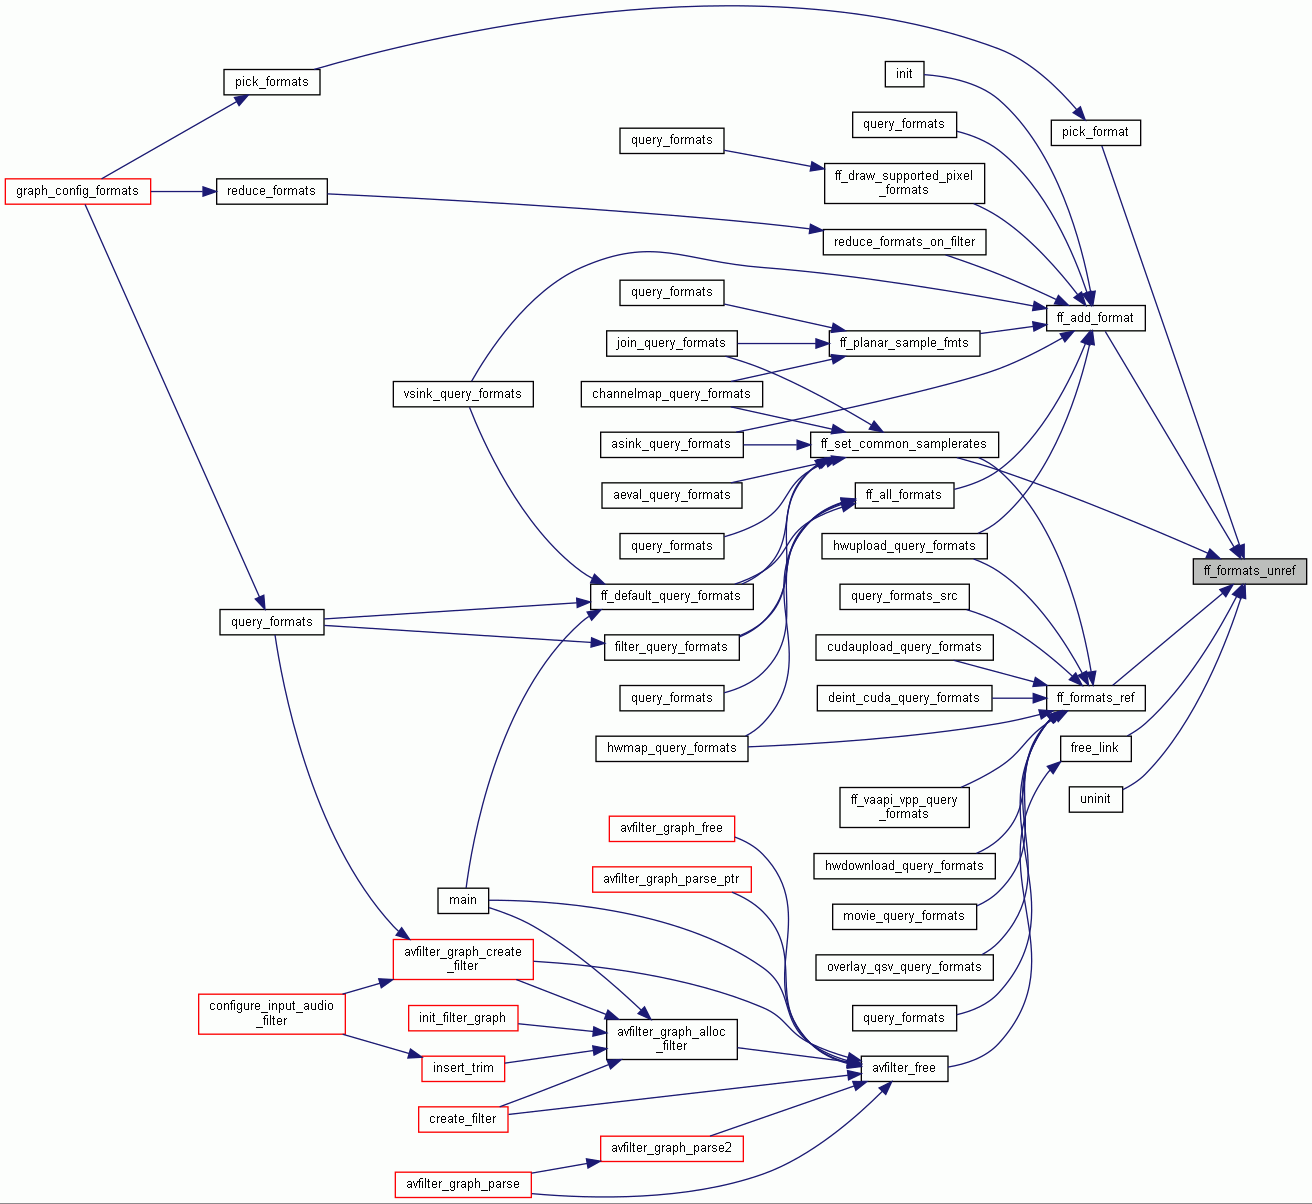 init
pick_formats
query_formats
pick_format
query_formats
ff_draw_supported_pixel
_formats
graph_config_formats
reduce_formats
reduce_formats_on_filter
query_formats
ff_add_format
join_query_formats
ff_planar_sample_fmts
vsink_query_formats
channelmap_query_formats
asink_query_formats
ff_set_common_samplerates
aeval_query_formats
ff_all_formats
query_formats
hwupload_query_formats
ff_formats_unref
ff_default_query_formats
query_formats_src
query_formats
filter_query_formats
cudaupload_query_formats
query_formats
deint_cuda_query_formats
ff_formats_ref
hwmap_query_formats
free_link
ff_vaapi_vpp_query
_formats
uninit
avfilter_graph_free
hwdownload_query_formats
avfilter_graph_parse_ptr
main
movie_query_formats
avfilter_graph_create
_filter
overlay_qsv_query_formats
configure_input_audio
_filter
init_filter_graph
query_formats
avfilter_graph_alloc
_filter
insert_trim
avfilter_free
create_filter
avfilter_graph_parse2
avfilter_graph_parse